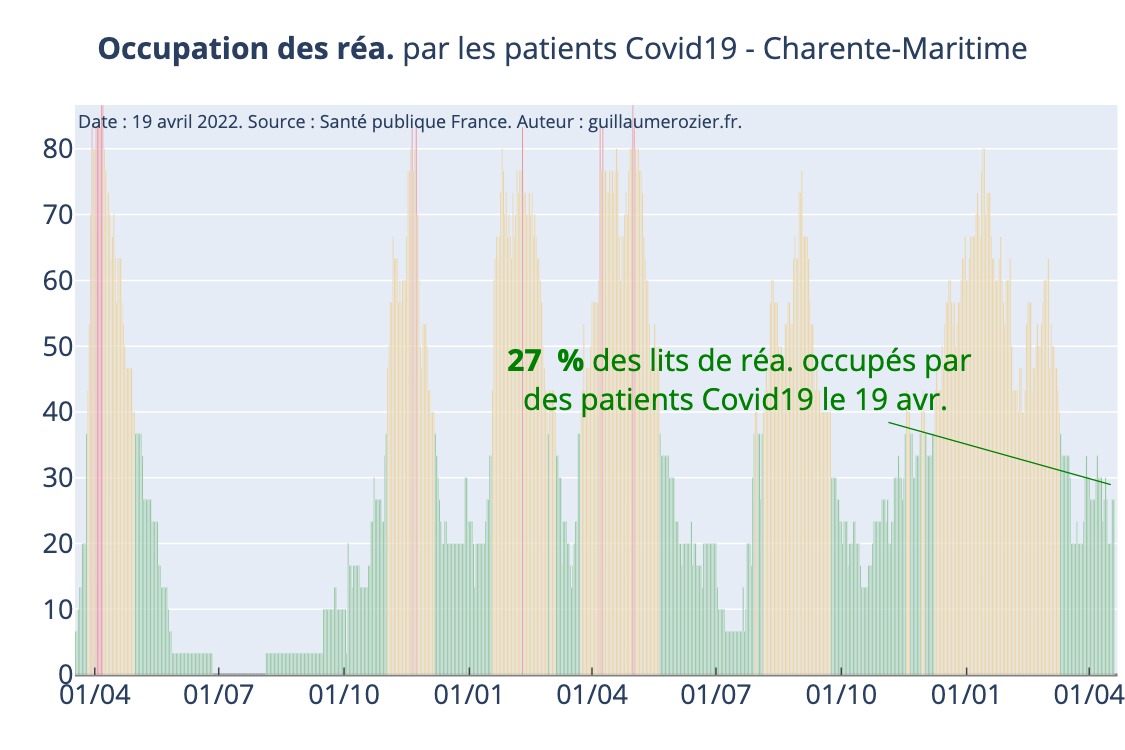 Occupation des réa. par les patients Covid19 - Charente-Maritime
Date : 19 avril 2022. Source : Santé publique France. Auteur : guillaumerozier.fr.
80
70
60
50
40
30
20
10
0
27 % des lits de réa. occupés par
des patients Covid19 le 19 avr.
01/04 01/07 01/10 01/01 01/04 01/07 01/10 01/01 01/04